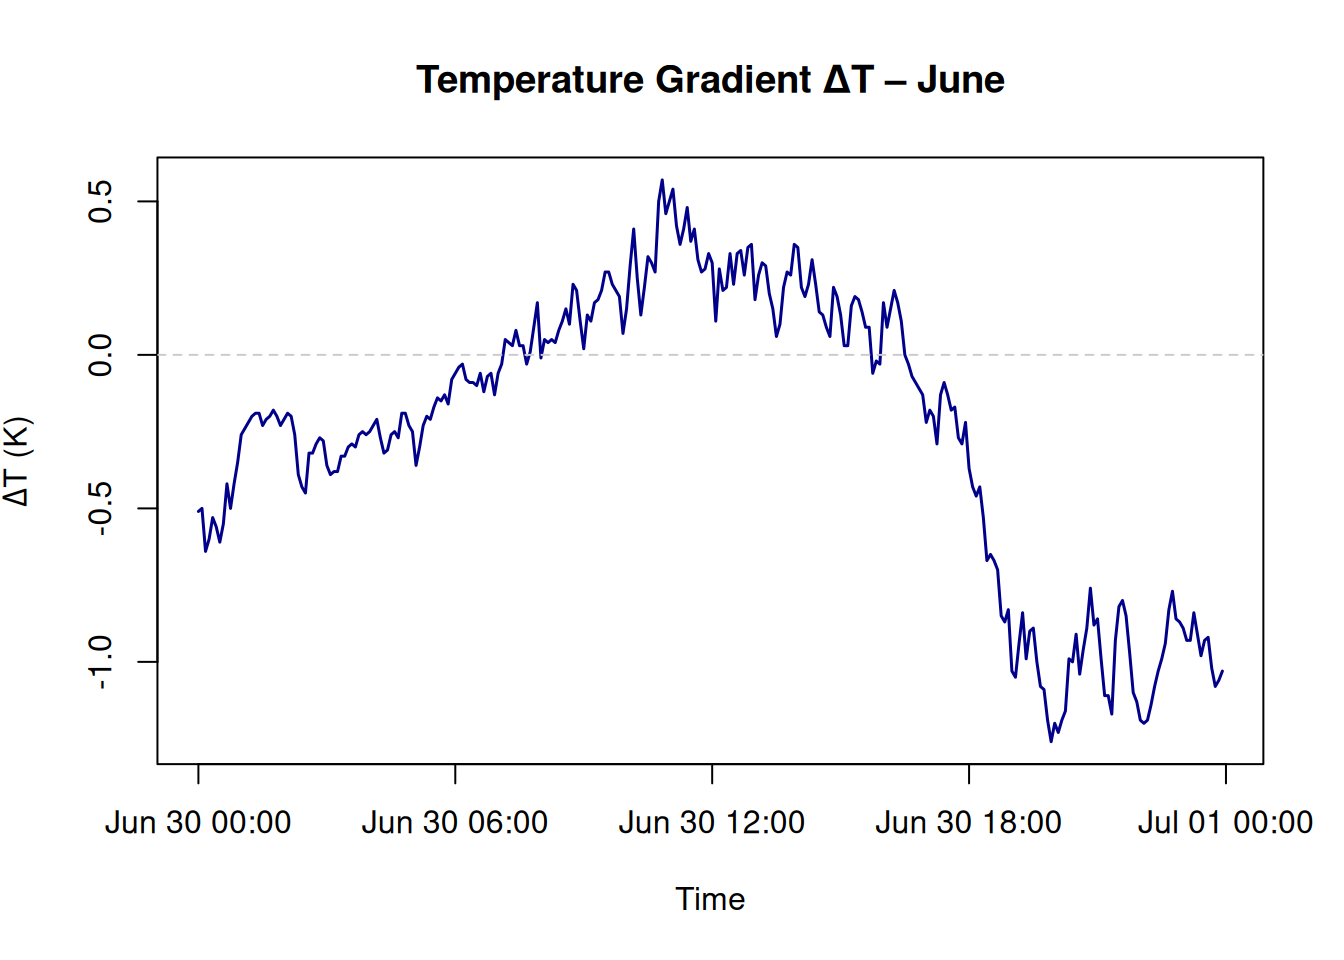 Temperature Gradient ΔT – June
ΔT (K)
0.5
0.0
-0.5
-1.0
Jun 30 00:00 Jun 30 06:00 Jun 30 12:00 Jun 30 18:00 Jul 01 00:00
Time